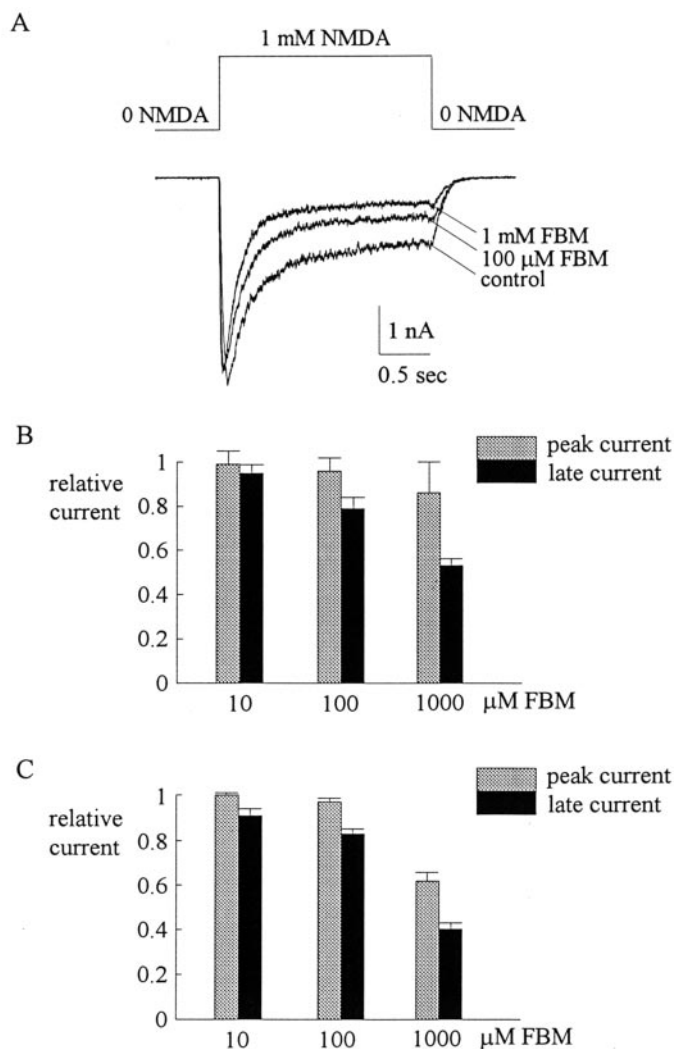 A
1 mM NMDA
0 NMDA
0 NMDA
1 mM FBM
100 μM FBM
control
1 nA
0.5 sec
B
peak current
late current
relative
current
1
0.8
0.6
0.4
0.2
0
10
100
1000
μM FBM
C
peak current
late current
relative
current
1
0.8
0.6
0.4
0.2
0
10
100
1000
μM FBM